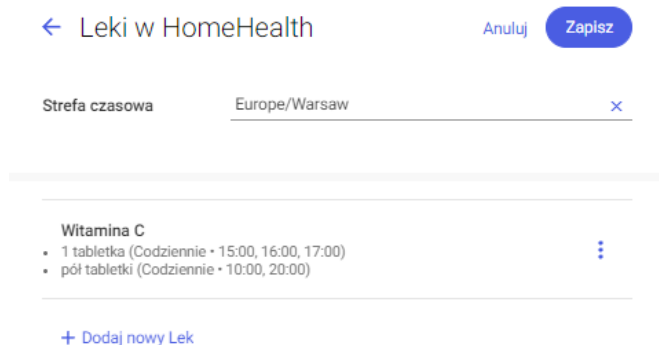 ← Leki w HomeHealth Anuluj Zapisz
Strefa czasowa Europe/Warsaw ×
Witamina C
• 1 tabletka (Codziennie • 15:00, 16:00, 17:00)
• pół tabletki (Codziennie • 10:00, 20:00)
+ Dodaj nowy Lek